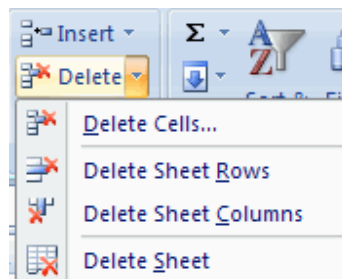 Insert
Σ
A
Z
Delete
Delete Cells...
Delete Sheet Rows
Delete Sheet Columns
Delete Sheet